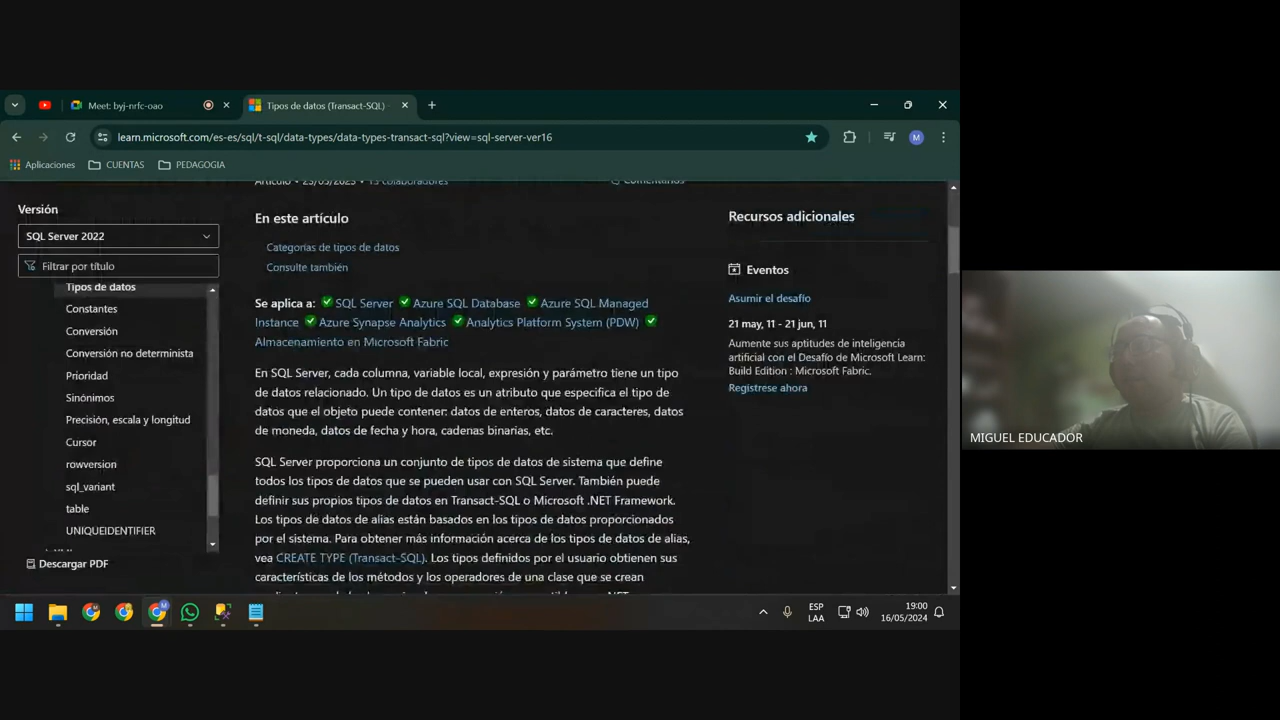 Meet: byj-nrfc-oao
Tipos de datos (Transact-SQL)
learn.microsoft.com/es-es/sql/t-sql/data-types/data-types-transact-sql?view=sql-server-ver16
M
Aplicaciones
CUENTAS
PEDAGOGIA
Versión
SQL Server 2022
Filtrar por título
Tipos de datos
Constantes
Conversión
Conversión no determinista
Prioridad
Sinónimos
Precisión, escala y longitud
Cursor
rowversion
sql_variant
table
UNIQUEIDENTIFIER
Descargar PDF
Artículo • 23/05/2023 • 13 colaboradores
Comentarios
En este artículo
Categorías de tipos de datos
Consulte también
Se aplica a: SQL Server Azure SQL Database Azure SQL Managed
Instance Azure Synapse Analytics Analytics Platform System (PDW)
Almacenamiento en Microsoft Fabric
En SQL Server, cada columna, variable local, expresión y parámetro tiene un tipo
de datos relacionado. Un tipo de datos es un atributo que especifica el tipo de
datos que el objeto puede contener: datos de enteros, datos de caracteres, datos
de moneda, datos de fecha y hora, cadenas binarias, etc.
SQL Server proporciona un conjunto de tipos de datos de sistema que define
todos los tipos de datos que se pueden usar con SQL Server. También puede
definir sus propios tipos de datos en Transact-SQL o Microsoft .NET Framework.
Los tipos de datos de alias están basados en los tipos de datos proporcionados
por el sistema. Para obtener más información acerca de los tipos de datos de alias,
vea CREATE TYPE (Transact-SQL). Los tipos definidos por el usuario obtienen sus
características de los métodos y los operadores de una clase que se crean
Recursos adicionales
Eventos
Asumir el desafío
21 may, 11 - 21 jun, 11
Aumente sus aptitudes de inteligencia
artificial con el Desafío de Microsoft Learn:
Build Edition : Microsoft Fabric.
Regístrese ahora
ESP
LAA
19:00
16/05/2024
MIGUEL EDUCADOR